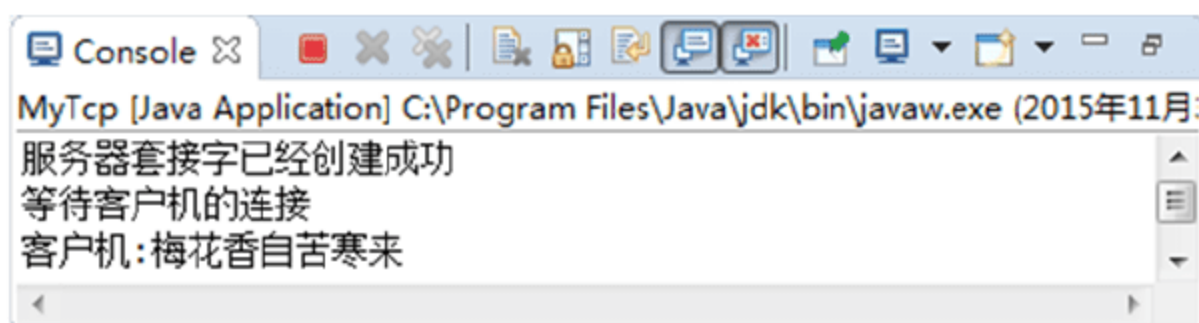 Console
MyTcp [Java Application] C:\Program Files\Java\jdk\bin\javaw.exe (2015年11月
服务器套接字已经创建成功
等待客户机的连接
客户机:梅花香自苦寒来